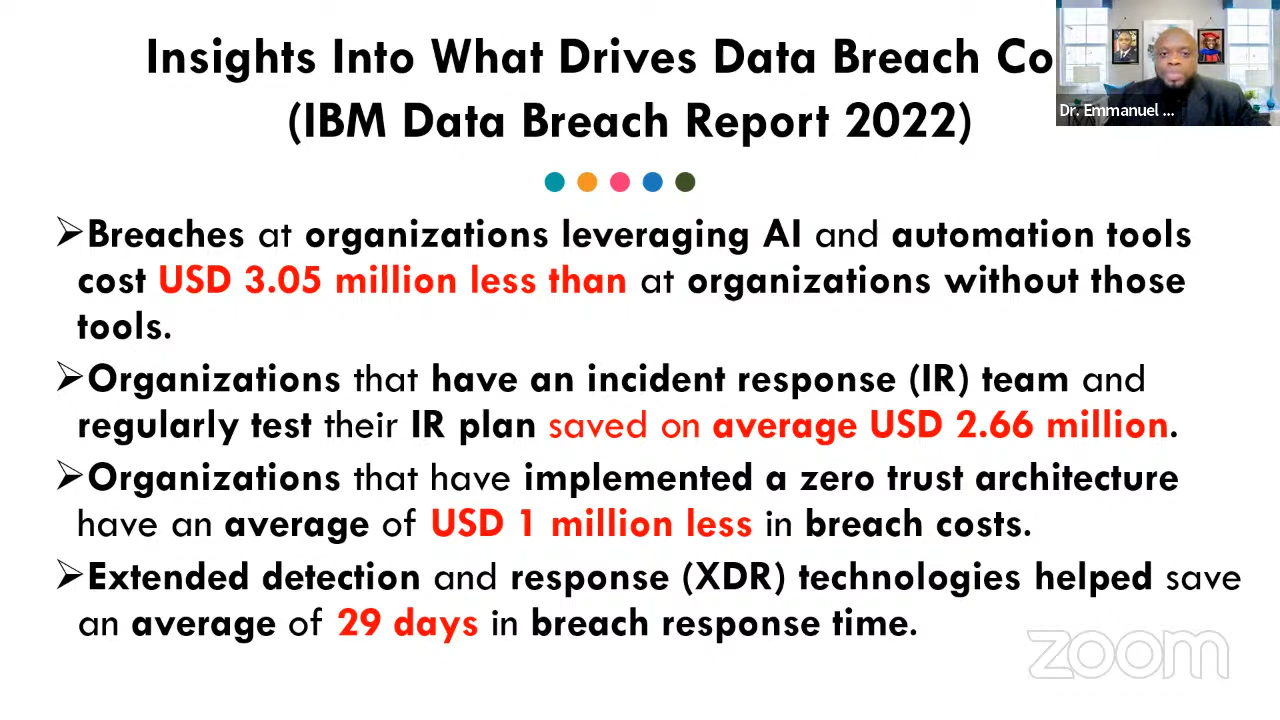 Insights Into What Drives Data Breach Co
(IBM Data Breach Report 2022)
Dr. Emmanuel ...
➢Breaches at organizations leveraging AI and automation tools
cost USD 3.05 million less than at organizations without those
tools.
➢Organizations that have an incident response (IR) team and
regularly test their IR plan saved on average USD 2.66 million.
➢Organizations that have implemented a zero trust architecture
have an average of USD 1 million less in breach costs.
➢Extended detection and response (XDR) technologies helped save
an average of 29 days in breach response time.
zoom